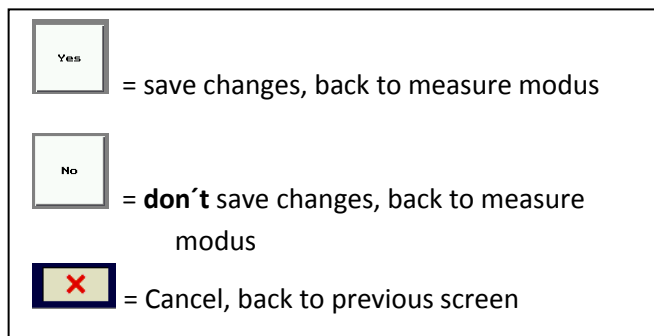 Yes
= save changes, back to measure modus
No
= don´t save changes, back to measure
modus
= Cancel, back to previous screen